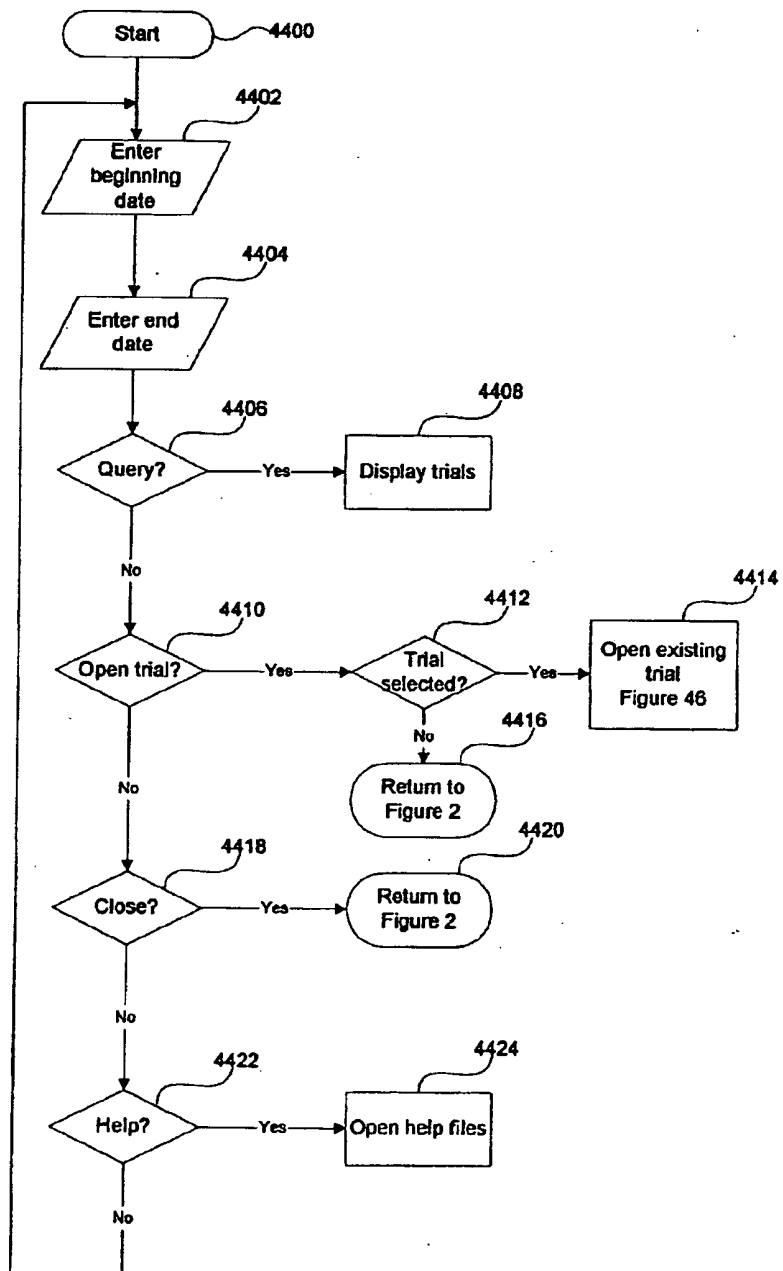 Start
4400
4402
Enter
beginning
date
4404
Enter end
date
4406
4408
Query?
Yes
Display trials
No
4410
4412
4414
Open trial?
Yes
Trial
selected?
Yes
Open existing
trial
Figure 46
No
4416
Return to
Figure 2
No
4418
4420
Close?
Yes
Return to
Figure 2
No
4422
4424
Help?
Yes
Open help files
No